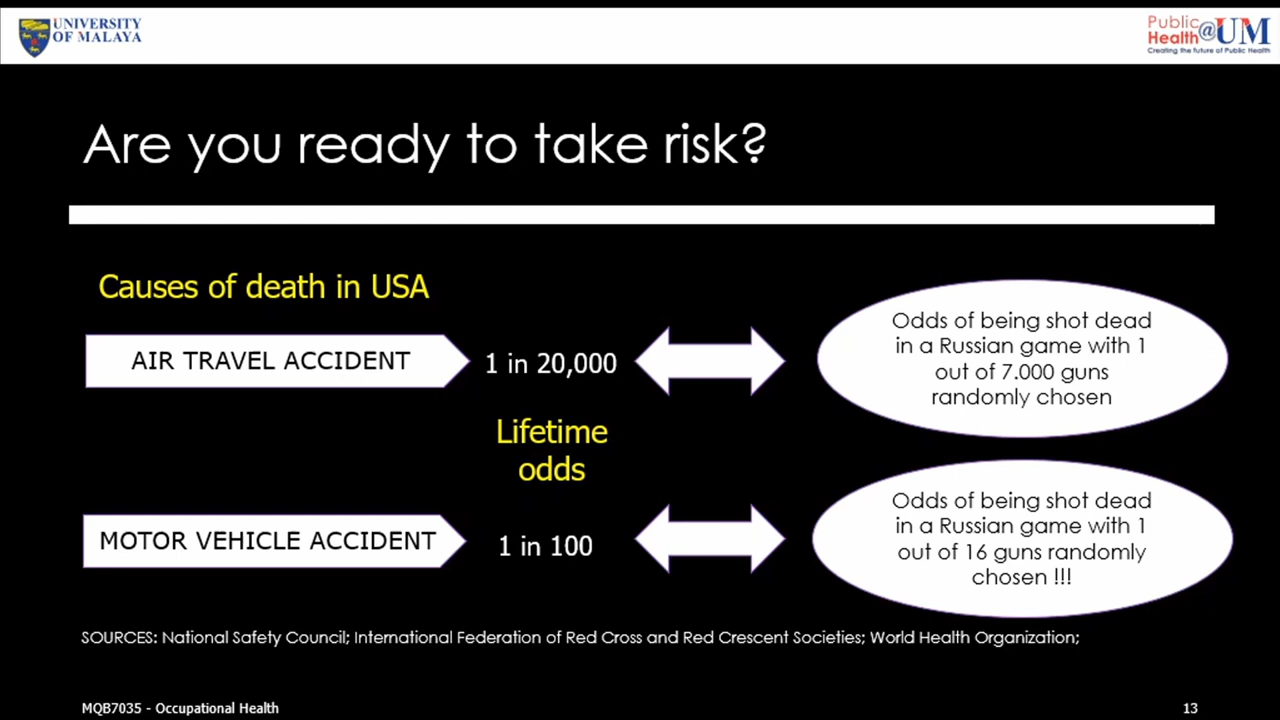 UNIVERSITY
OF MALAYA
Public
Health@UM
Creating the future of Public Health
Are you ready to take risk?
Causes of death in USA
AIR TRAVEL ACCIDENT
1 in 20,000
Odds of being shot dead
in a Russian game with 1
out of 7.000 guns
randomly chosen
Lifetime
odds
MOTOR VEHICLE ACCIDENT
1 in 100
Odds of being shot dead
in a Russian game with 1
out of 16 guns randomly
chosen !!!
SOURCES: National Safety Council; International Federation of Red Cross and Red Crescent Societies; World Health Organization;
MQB7035 - Occupational Health
13